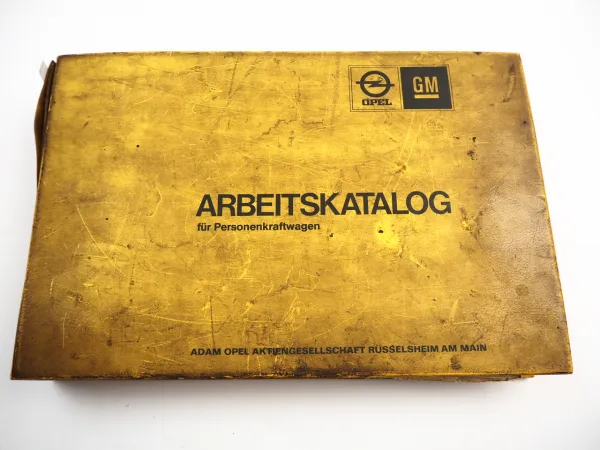 OPEL
GM
ARBEITSKATALOG
für Personenkraftwagen
ADAM OPEL AKTIENGESELLSCHAFT RÜSSELSHEIM AM MAIN